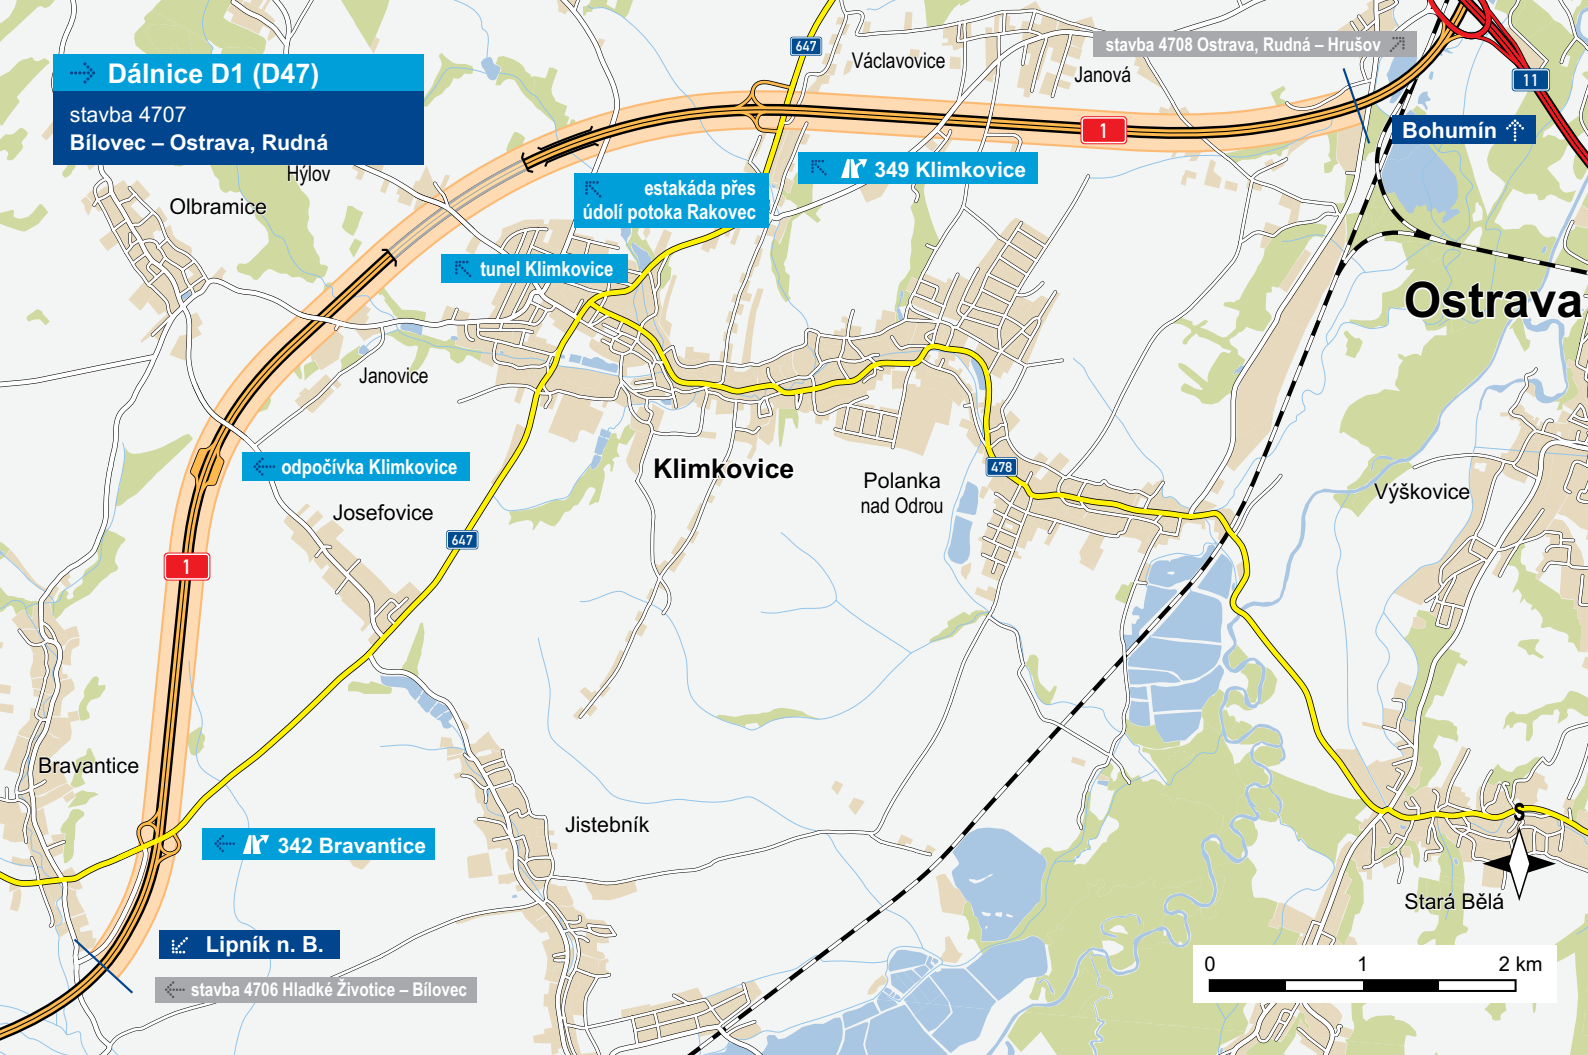 Dálnice D1 (D47)
stavba 4707
Bílovec – Ostrava, Rudná
647
Václavovice
stavba 4708 Ostrava, Rudná – Hrušov
Janová
11
1
Bohumín
Hýlov
349 Klimkovice
estakáda přes
údolí potoka Rakovec
Olbramice
tunel Klimkovice
Ostrava
Janovice
odpočívka Klimkovice
Klimkovice
478
Polanka
nad Odrou
Výškovice
Josefovice
647
1
Bravantice
342 Bravantice
Jistebník
S
Stará Bělá
Lipník n. B.
stavba 4706 Hladké Životice – Bílovec
0 1 2 km